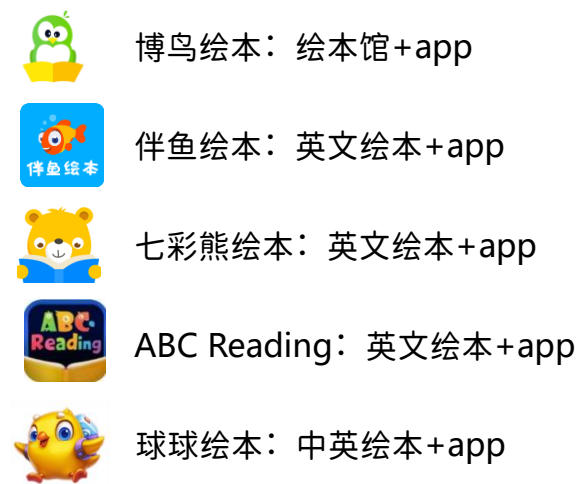 博鸟绘本：绘本馆+app
伴鱼绘本
伴鱼绘本：英文绘本+app
七彩熊绘本：英文绘本+app
ABC
Reading
ABC Reading：英文绘本+app
球球绘本：中英绘本+app